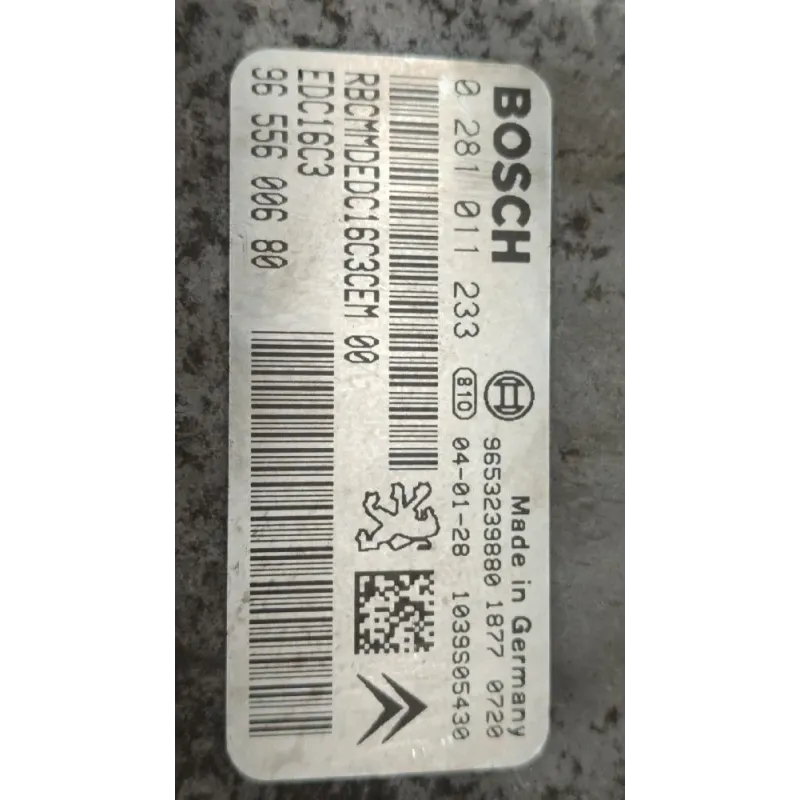 BOSCH
Made in Germany
9653239880 1877 0720
0 281 011 233
810
04-01-28 1039S05430
RBCMMDEDC16C3CEM 00
EDC16C3
96 556 006 80